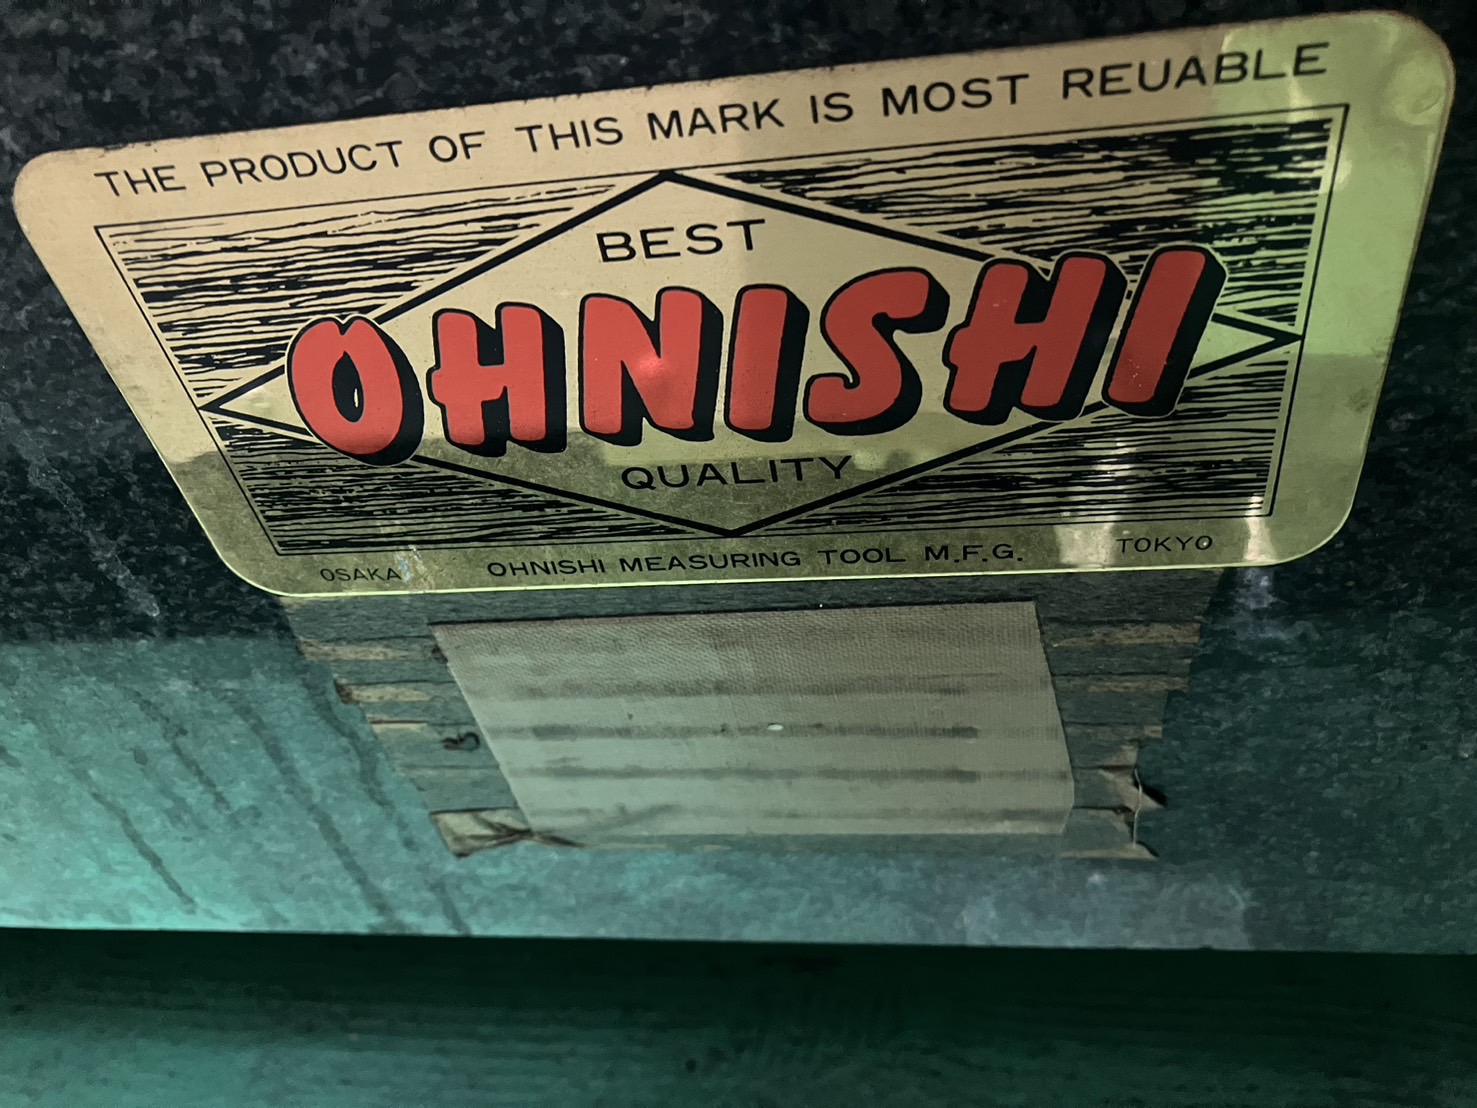 THE PRODUCT OF THIS MARK IS MOST REUABLE
BEST
OHNISHI
QUALITY
OSAKA OHNISHI MEASURING TOOL M.F.G. TOKYO